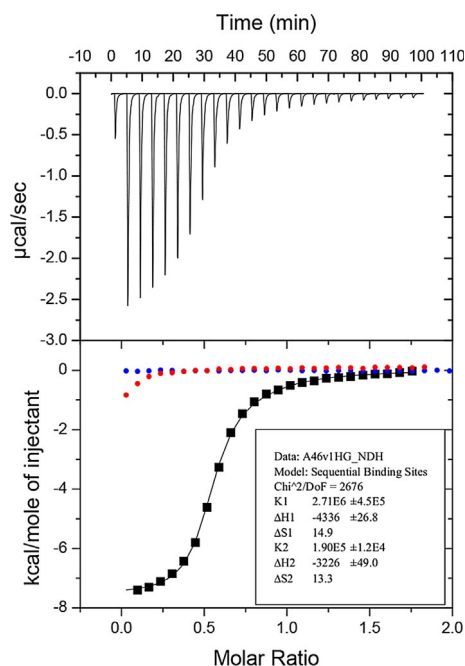 Time (min)
-10 0 10 20 30 40 50 60 70 80 90 100 110
0.0
-0.5
-1.0
-1.5
-2.0
-2.5
-3.0
µcal/sec
0
-2
-4
-6
-8
kcal/mole of injectant
Data: A46v1HG_NDH
Model: Sequential Binding Sites
Chi^2/DoF = 2676
K1 2.71E6 ±4.5E5
ΔH1 -4336 ±26.8
ΔS1 14.9
K2 1.90E5 ±1.2E4
ΔH2 -3226 ±49.0
ΔS2 13.3
0.0 0.5 1.0 1.5 2.0
Molar Ratio